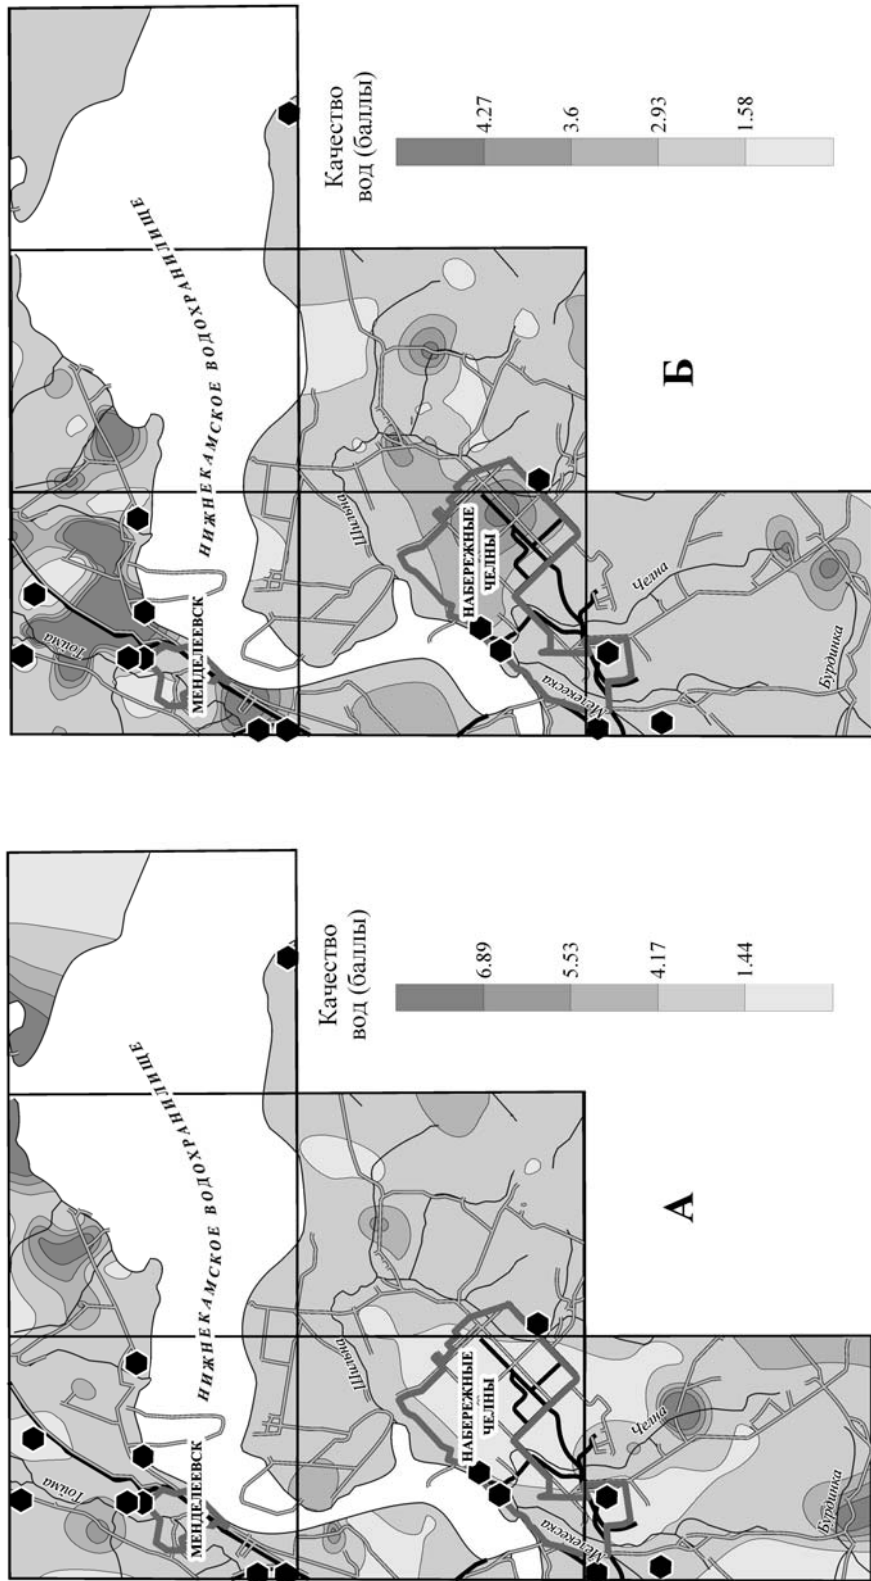 НИЖНЕКАМСКОЕ ВОДОХРАНИЛИЩЕ
Тойма
МЕНДЕЛЕЕВСК
Шильна
НАБЕРЕЖНЫЕ
ЧЕЛНЫ
Мелекеска
Челна
Бурдинка
Качество
вод (баллы)
6.89
5.53
4.17
1.44
А
НИЖНЕКАМСКОЕ ВОДОХРАНИЛИЩЕ
Тойма
МЕНДЕЛЕЕВСК
Шильна
НАБЕРЕЖНЫЕ
ЧЕЛНЫ
Мелекеска
Челна
Бурдинка
Качество
вод (баллы)
4.27
3.6
2.93
1.58
Б